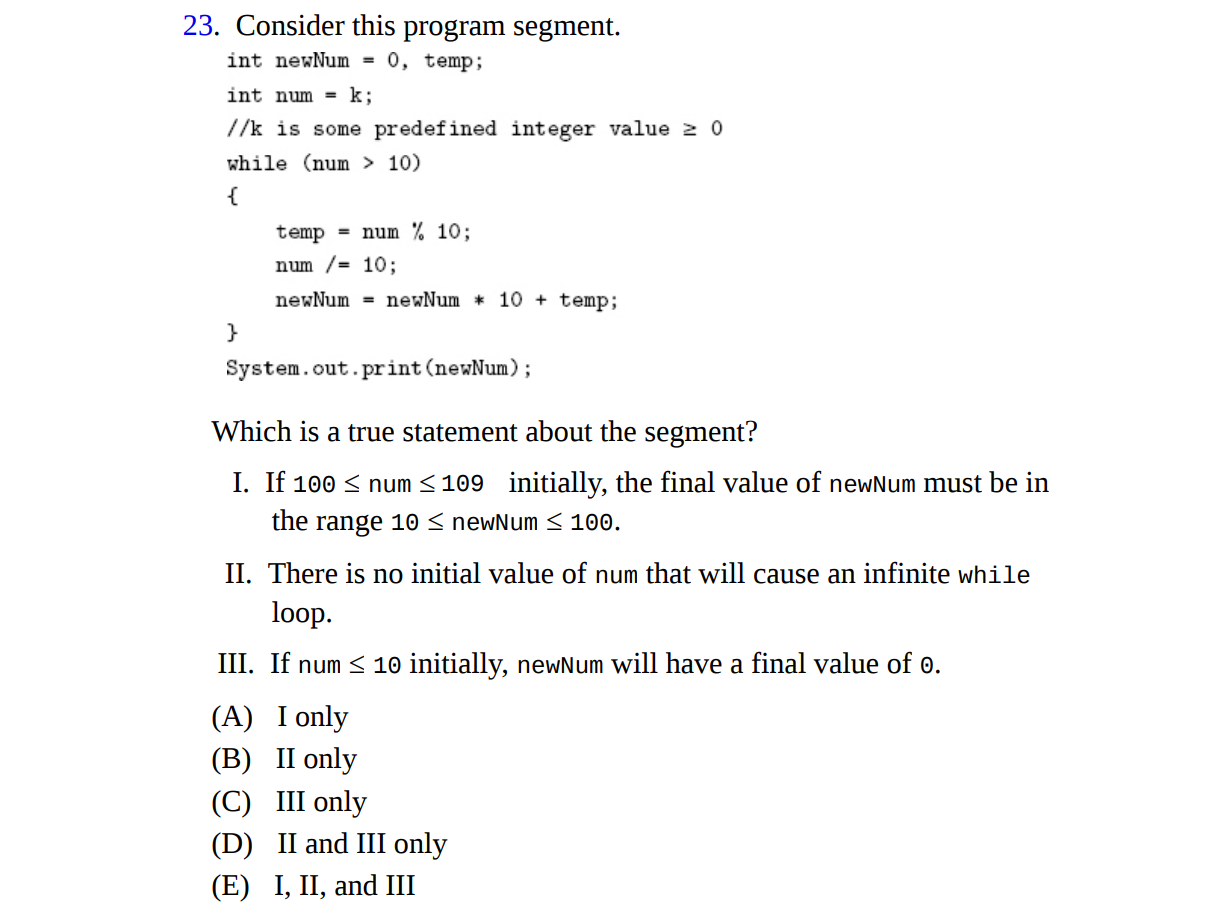 23. Consider this program segment.
int newNum = 0, temp;
int num = k;
//k is some predefined integer value ≥ 0
while (num > 10)
{
temp = num % 10;
num /= 10;
newNum = newNum * 10 + temp;
}
System.out.print(newNum);
Which is a true statement about the segment?
I. If 100 ≤ num ≤ 109 initially, the final value of newNum must be in
the range 10 ≤ newNum ≤ 100.
II. There is no initial value of num that will cause an infinite while
loop.
III. If num ≤ 10 initially, newNum will have a final value of 0.
(A) I only
(B) II only
(C) III only
(D) II and III only
(E) I, II, and III